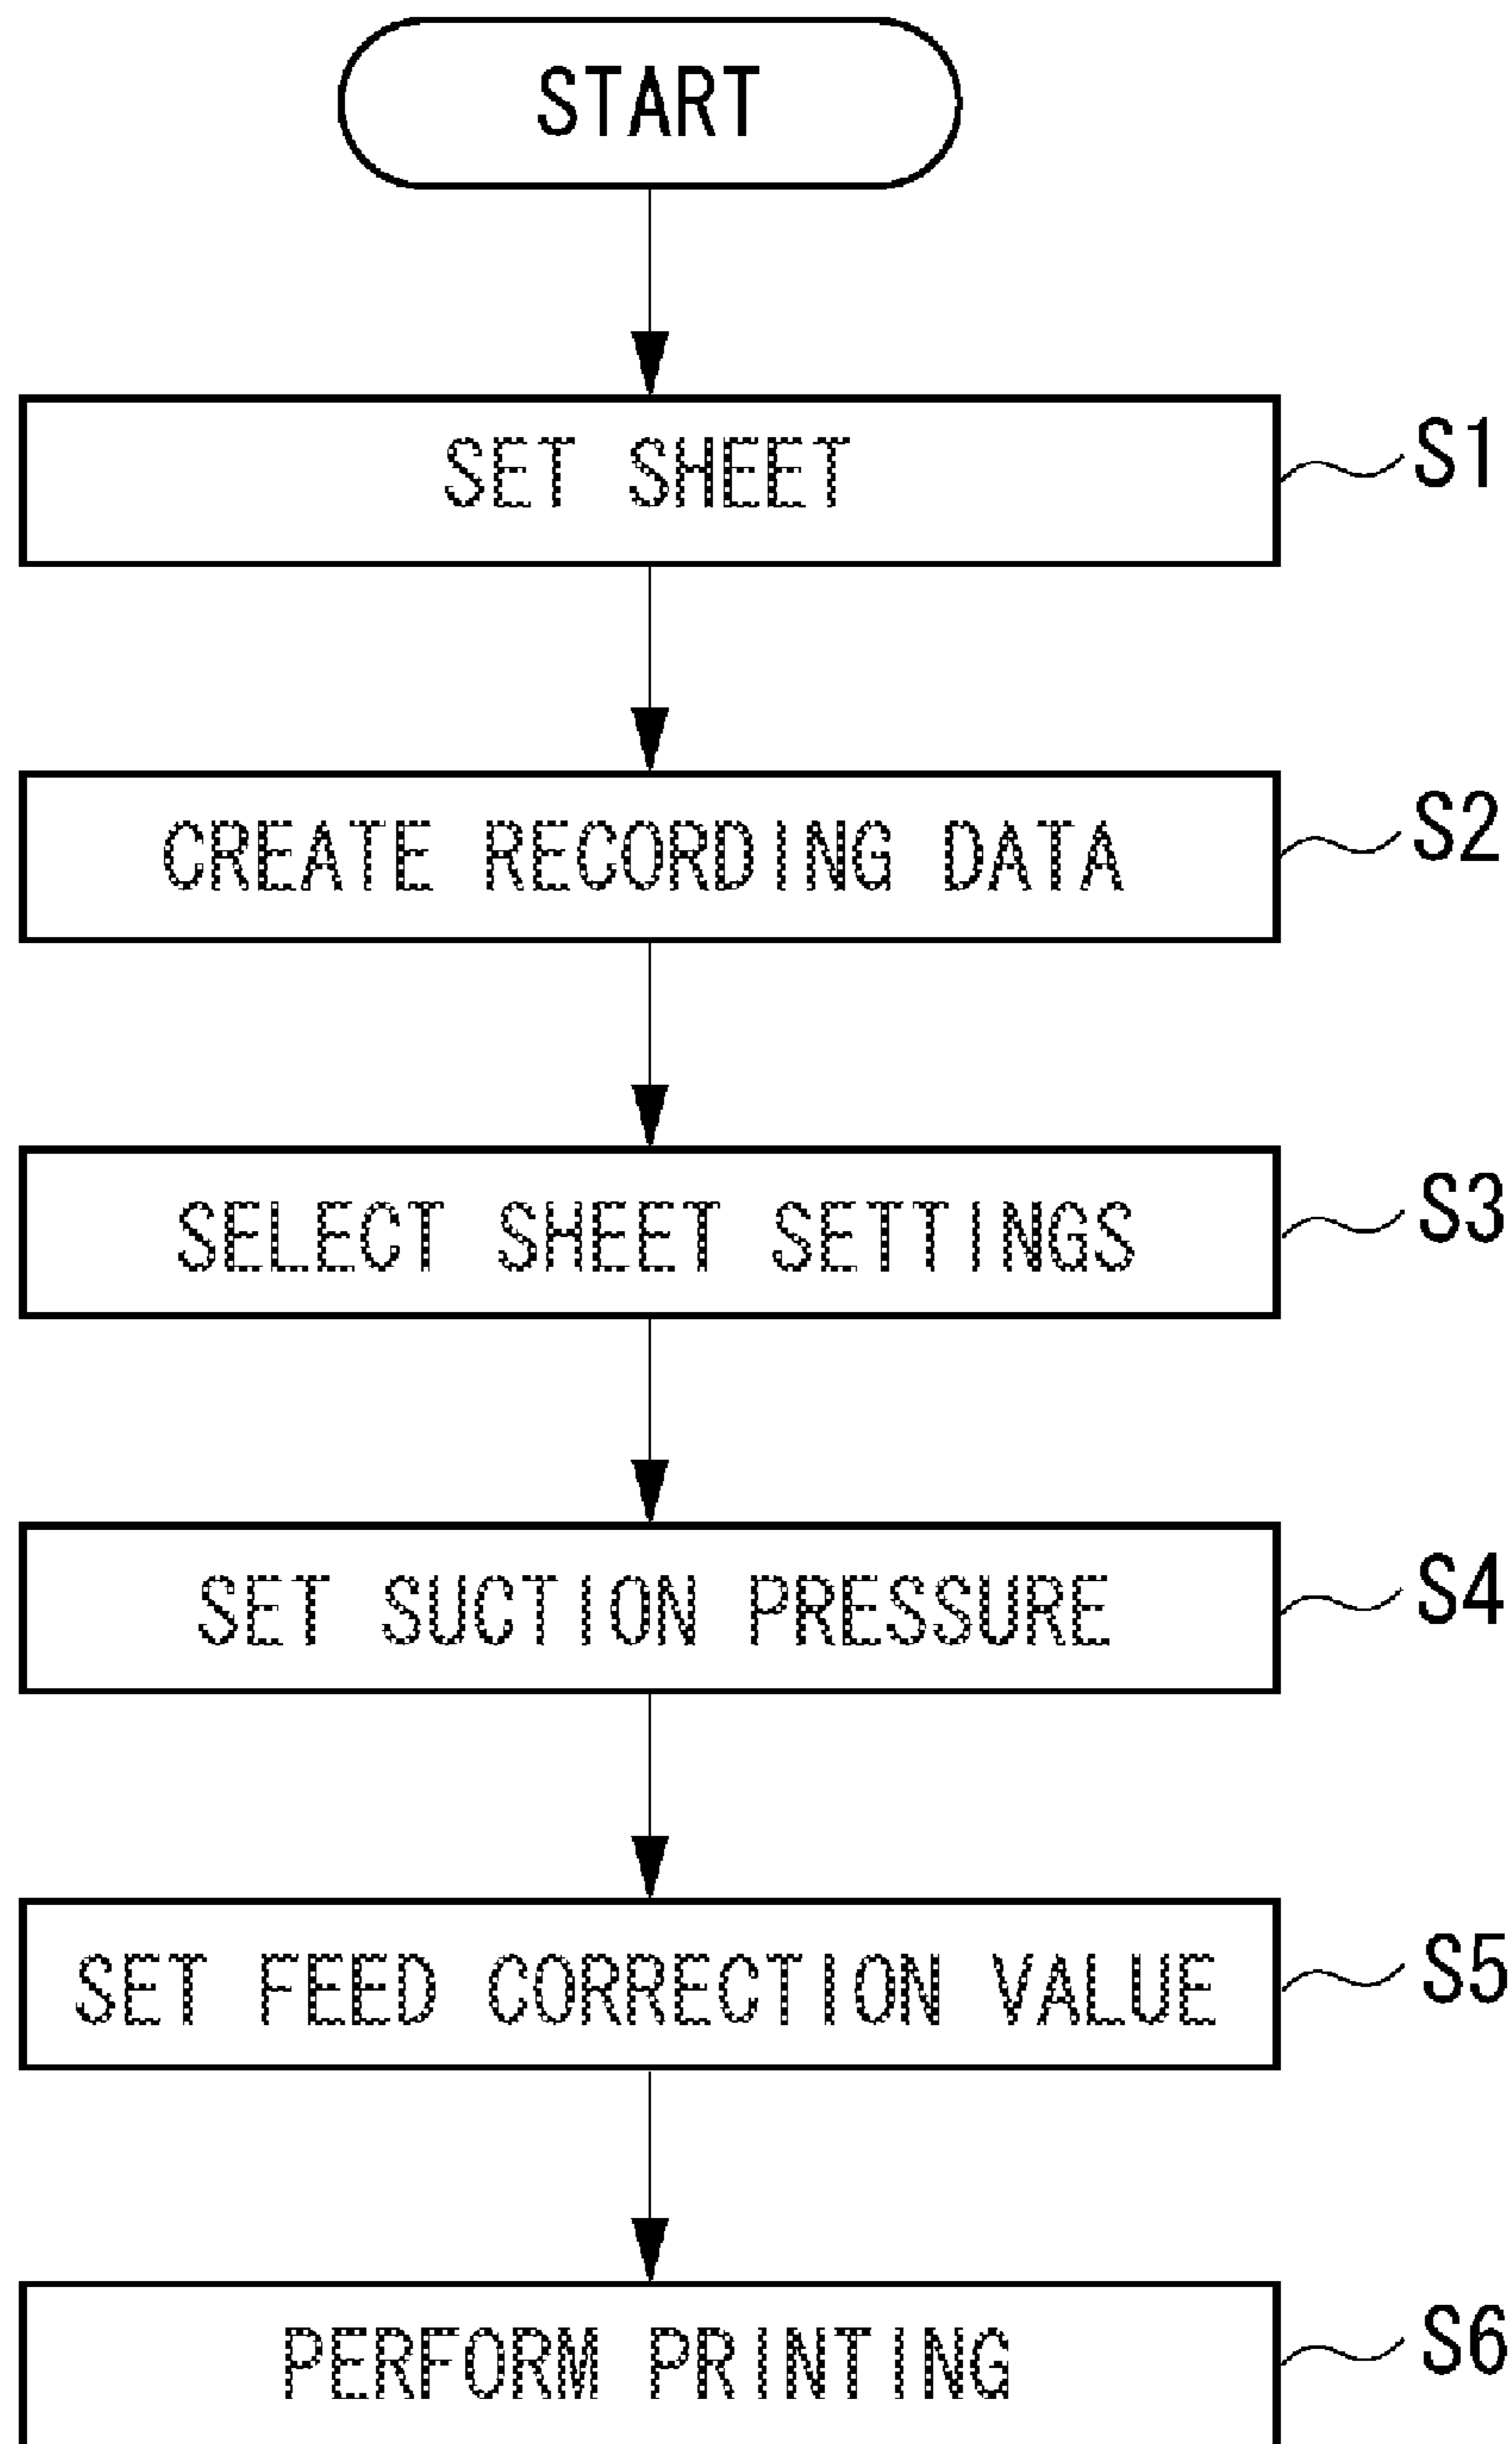 START
SET SHEET S1
CREATE RECORDING DATA S2
SELECT SHEET SETTINGS S3
SET SUCTION PRESSURE S4
SET FEED CORRECTION VALUE S5
PERFORM PRINTING S6